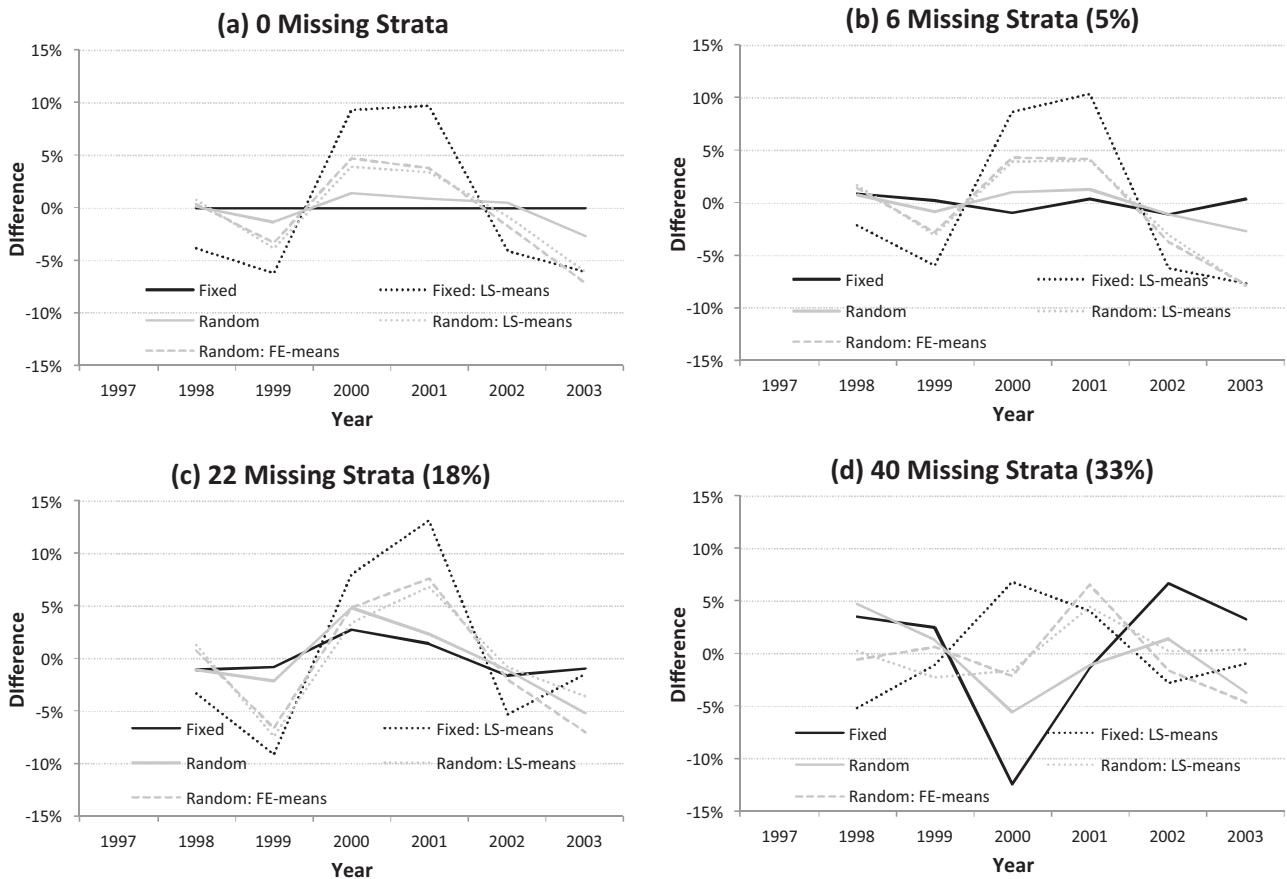 (a) 0 Missing Strata
15%
10%
5%
0%
-5%
-10%
-15%
DIfference
Fixed
Fixed: LS-means
Random
Random: LS-means
Random: FE-means
1997 1998 1999 2000 2001 2002 2003
Year
(b) 6 Missing Strata (5%)
15%
10%
5%
0%
-5%
-10%
-15%
DIfference
Fixed
Fixed: LS-means
Random
Random: LS-means
Random: FE-means
1997 1998 1999 2000 2001 2002 2003
Year
(c) 22 Missing Strata (18%)
15%
10%
5%
0%
-5%
-10%
-15%
DIfference
Fixed
Fixed: LS-means
Random
Random: LS-means
Random: FE-means
1997 1998 1999 2000 2001 2002 2003
Year
(d) 40 Missing Strata (33%)
15%
10%
5%
0%
-5%
-10%
-15%
DIfference
Fixed
Fixed: LS-means
Random
Random: LS-means
Random: FE-means
1997 1998 1999 2000 2001 2002 2003
Year